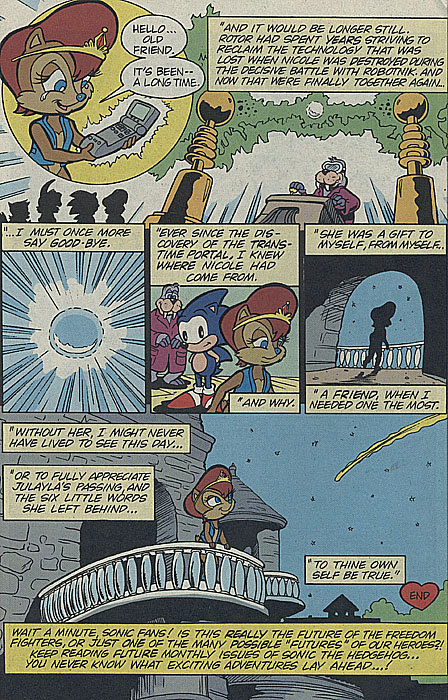 HELLO...
OLD
FRIEND.
IT'S BEEN--
A LONG TIME.
"AND IT WOULD BE LONGER STILL.
ROTOR HAD SPENT YEARS STRIVING TO
RECLAIM THE TECHNOLOGY THAT WAS
LOST WHEN NICOLE WAS DESTROYED DURING
THE DECISIVE BATTLE WITH ROBOTNIK. AND
NOW THAT WE'RE FINALLY TOGETHER AGAIN..
"..I MUST ONCE MORE
SAY GOOD-BYE.
"EVER SINCE THE DIS-
COVERY OF THE TRANS-
TIME PORTAL, I KNEW
WHERE NICOLE HAD
COME FROM.
"AND WHY.
"SHE WAS A GIFT TO
MYSELF, FROM MYSELF..
"A FRIEND, WHEN I
NEEDED ONE THE MOST.
"WITHOUT HER, I MIGHT NEVER
HAVE LIVED TO SEE THIS DAY...
"OR TO FULLY APPRECIATE
JULAYLA'S PASSING, AND
THE SIX LITTLE WORDS
SHE LEFT BEHIND...
"TO THINE OWN
SELF BE TRUE."
END
WAIT A MINUTE, SONIC FANS! IS THIS REALLY THE FUTURE OF THE FREEDOM
FIGHTERS, OR JUST ONE OF THE MANY POSSIBLE "FUTURES" OF OUR HEROES?!
KEEP READING FUTURE MONTHLY ISSUES OF SONIC THE HEDGEHOG...
YOU NEVER KNOW WHAT EXCITING ADVENTURES LAY AHEAD...!